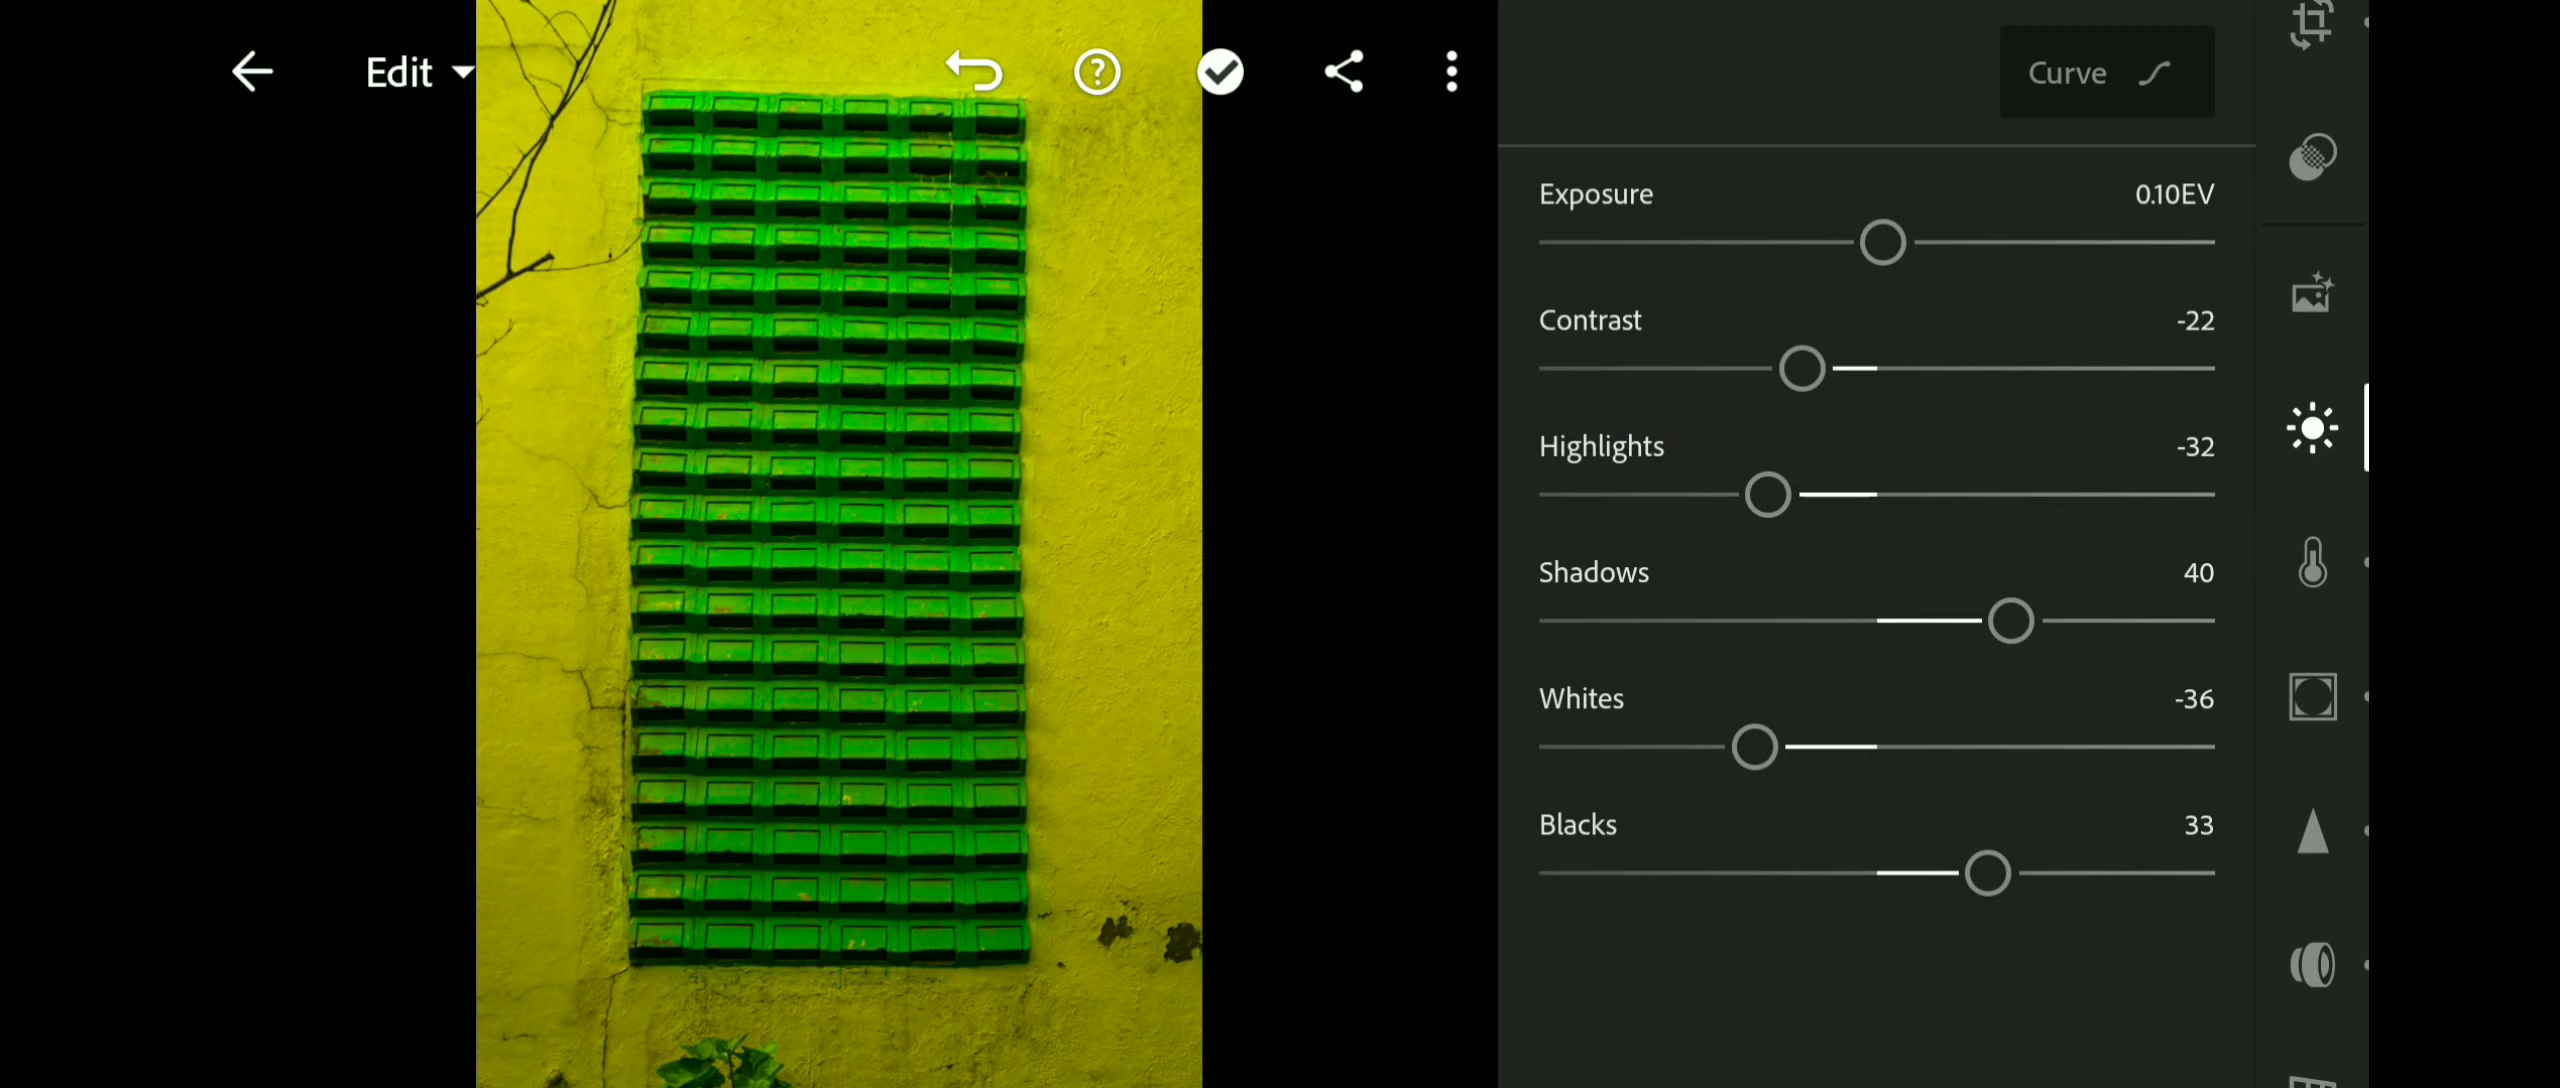 Edit
Curve
Exposure 0.10EV
Contrast -22
Highlights -32
Shadows 40
Whites -36
Blacks 33